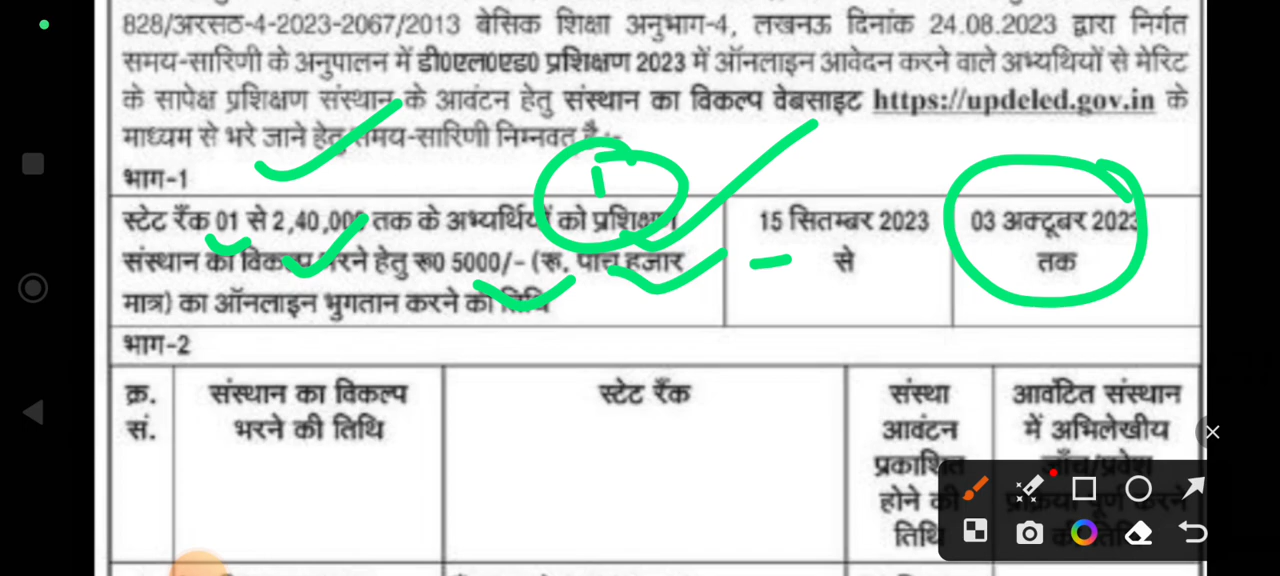 828/अरसठ-4-2023-2067/2013 बेसिक शिक्षा अनुभाग-4, लखनऊ दिनांक 24.08.2023 द्वारा निर्गत
समय-सारिणी के अनुपालन में डी0एल0एड0 प्रशिक्षण 2023 में ऑनलाइन आवेदन करने वाले अभ्यथियों से मेरिट
के सापेक्ष प्रशिक्षण संस्थान के आवंटन हेतु संस्थान का विकल्प वेबसाइट https://updeled.gov.in के
माध्यम से भरे जाने हेतु समय-सारिणी निम्नवत है :-
भाग-1
स्टेट रैंक 01 से 2,40,000 तक के अभ्यर्थियों को प्रशिक्षण
संस्थान का विकल्प भरने हेतु रू0 5000/- (रू. पांच हजार
मात्र) का ऑनलाइन भुगतान करने की तिथि
15 सितम्बर 2023
से
03 अक्टूबर 2023
तक
भाग-2
क्र.
सं.
संस्थान का विकल्प
भरने की तिथि
स्टेट रैंक
संस्था
आवंटन
प्रकाशित
होने की
तिथि
आवंटित संस्थान
में अभिलेखीय
जाँच/प्रवेश
प्रक्रिया पूर्ण करने